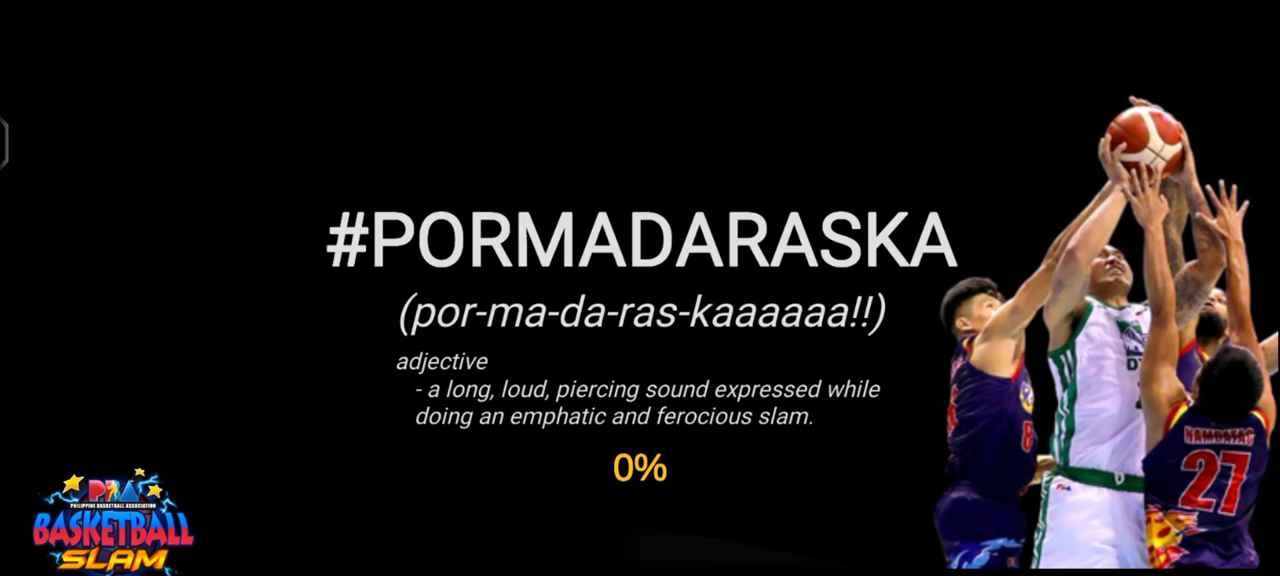 #PORMADARASKA
(por-ma-da-ras-kaaaaaa!!)
adjective
- a long, loud, piercing sound expressed while
doing an emphatic and ferocious slam.
0%
PBA
PHILIPPINE BASKETBALL ASSOCIATION
BASKETBALL
SLAM
8
NAMBATAC
27